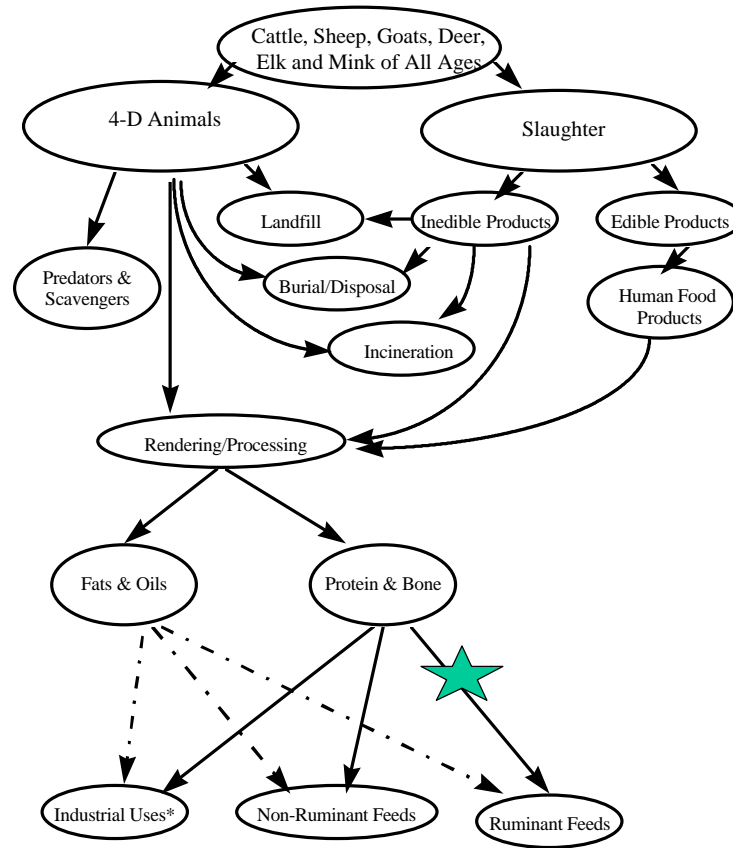 Cattle, Sheep, Goats, Deer,
Elk and Mink of All Ages
4-D Animals
Slaughter
Landfill
Inedible Products
Edible Products
Predators &
Scavengers
Burial/Disposal
Human Food
Products
Incineration
Rendering/Processing
Fats & Oils
Protein & Bone
Industrial Uses*
Non-Ruminant Feeds
Ruminant Feeds